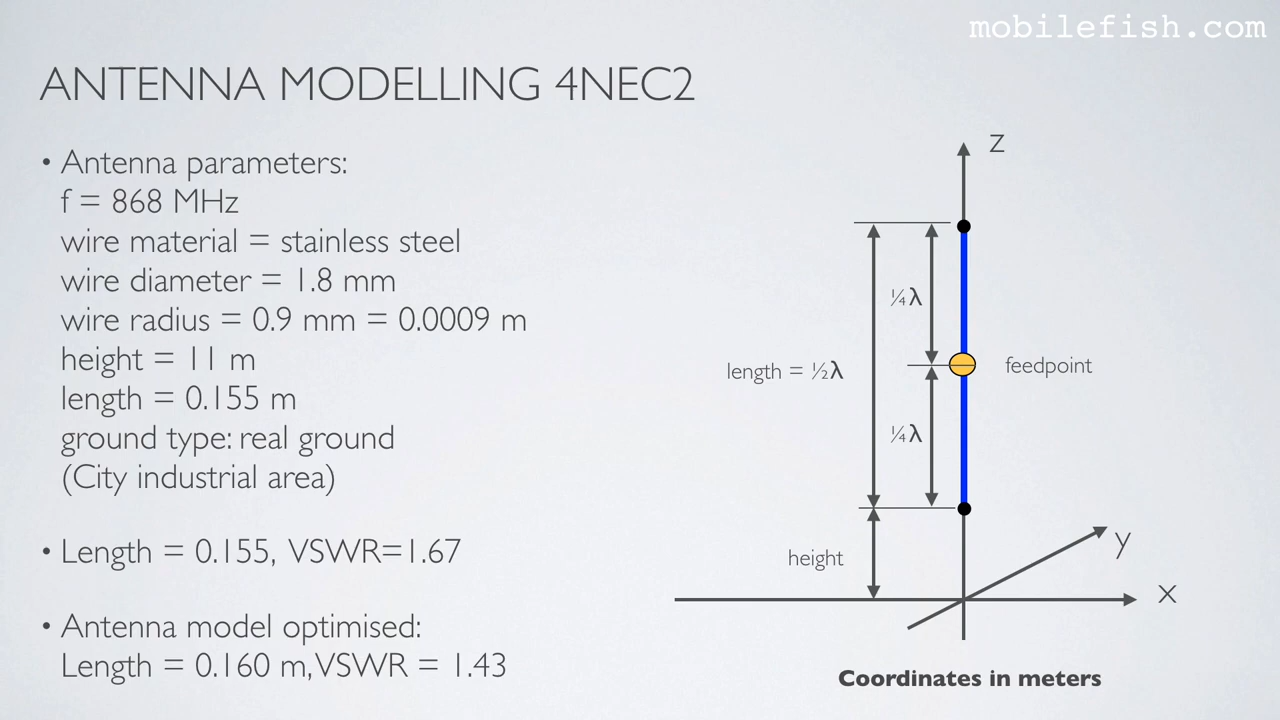 mobilefish.com
ANTENNA MODELLING 4NEC2
• Antenna parameters:
f = 868 MHz
wire material = stainless steel
wire diameter = 1.8 mm
wire radius = 0.9 mm = 0.0009 m
height = 11 m
length = 0.155 m
ground type: real ground
(City industrial area)
• Length = 0.155, VSWR=1.67
• Antenna model optimised:
Length = 0.160 m, VSWR = 1.43
z
¼λ
length = ½λ
feedpoint
¼λ
height
y
x
Coordinates in meters